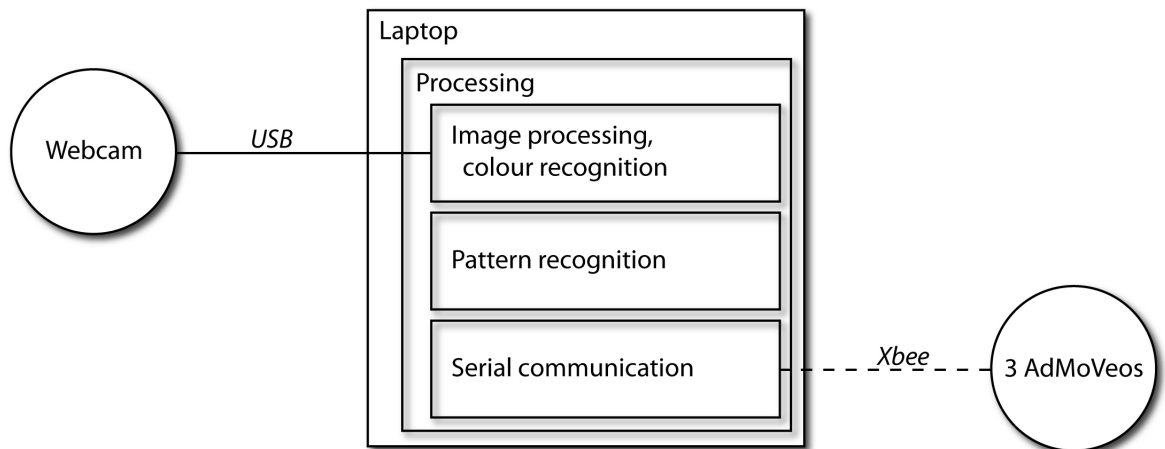 Laptop
Processing
Webcam
USB
Image processing,
colour recognition
Pattern recognition
Serial communication
Xbee
3 AdMoVeos